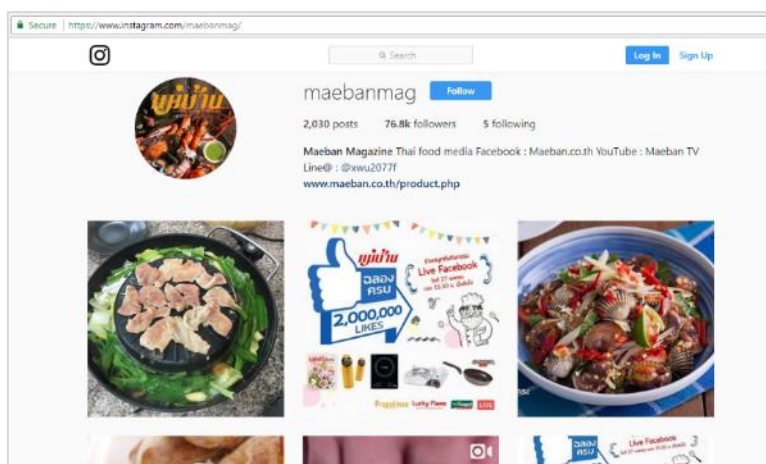 Secure | https://www.instagram.com/maebanmag/
Search
Log In Sign Up
แม่บ้าน
maebanmag Follow
2,030 posts 76.8k followers 5 following
Maeban Magazine Thai food media Facebook : Maeban.co.th YouTube : Maeban TV
Line@ : @xwu2077f
www.maeban.co.th/product.php
แม่บ้าน
ฉลอง
ครบ
2,000,000
LIKES
Live Facebook
Lucky Flame
LIVE
ฉลอง
ครบ
Live Facebook